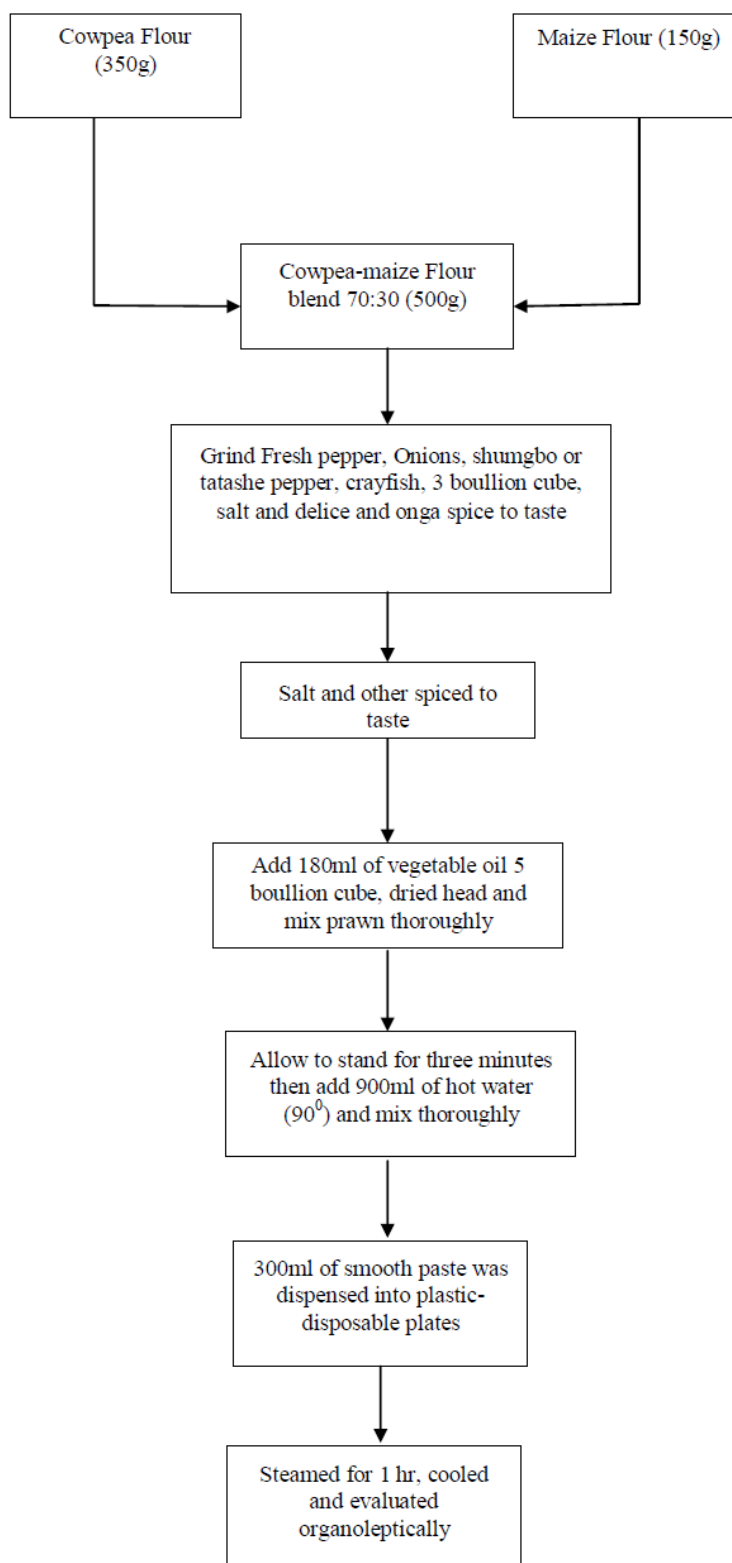 Cowpea Flour
(350g)
Maize Flour (150g)
Cowpea-maize Flour
blend 70:30 (500g)
Grind Fresh pepper, Onions, shumgbo or
tatashe pepper, crayfish, 3 boullion cube,
salt and delice and onga spice to taste
Salt and other spiced to
taste
Add 180ml of vegetable oil 5
boullion cube, dried head and
mix prawn thoroughly
Allow to stand for three minutes
then add 900ml of hot water
(90⁰) and mix thoroughly
300ml of smooth paste was
dispensed into plastic-
disposable plates
Steamed for 1 hr, cooled
and evaluated
organoleptically